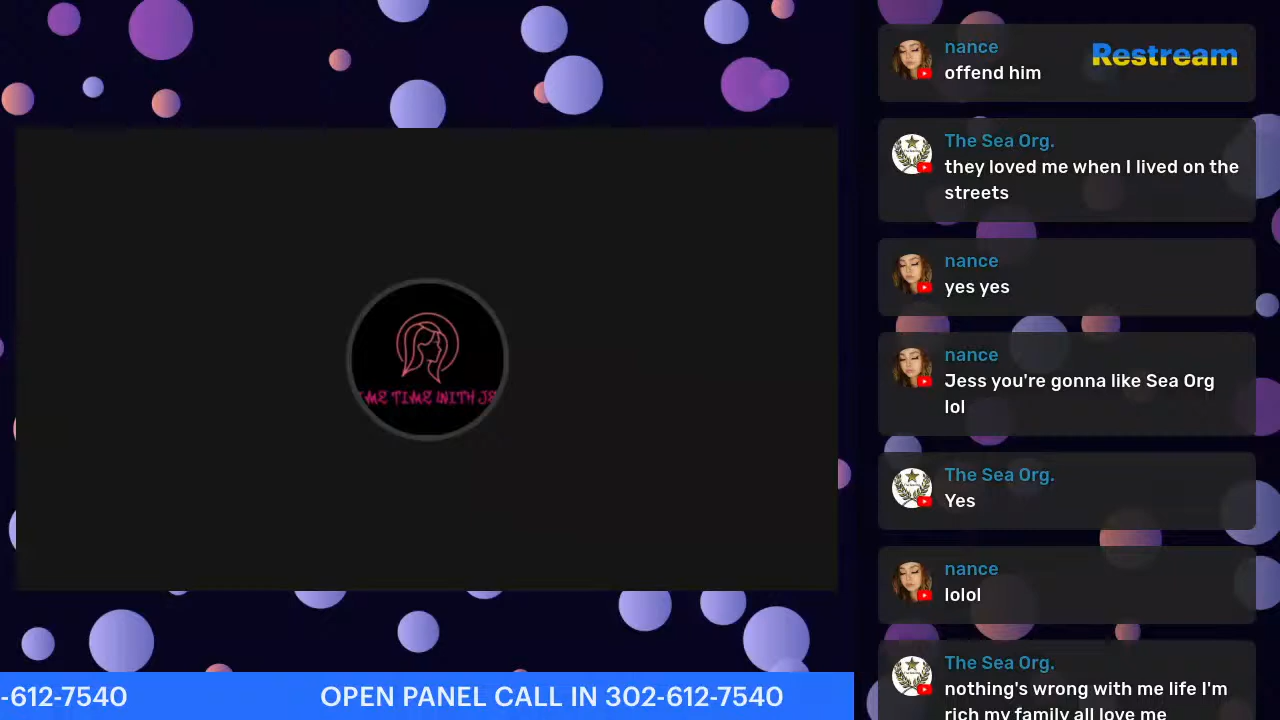 nance
Restream
offend him
The Sea Org.
they loved me when I lived on the
streets
nance
yes yes
nance
Jess you're gonna like Sea Org
lol
The Sea Org.
Yes
nance
lolol
The Sea Org.
nothing's wrong with me life I'm
rich my family all love me
TIME WITH
-612-7540
OPEN PANEL CALL IN 302-612-7540